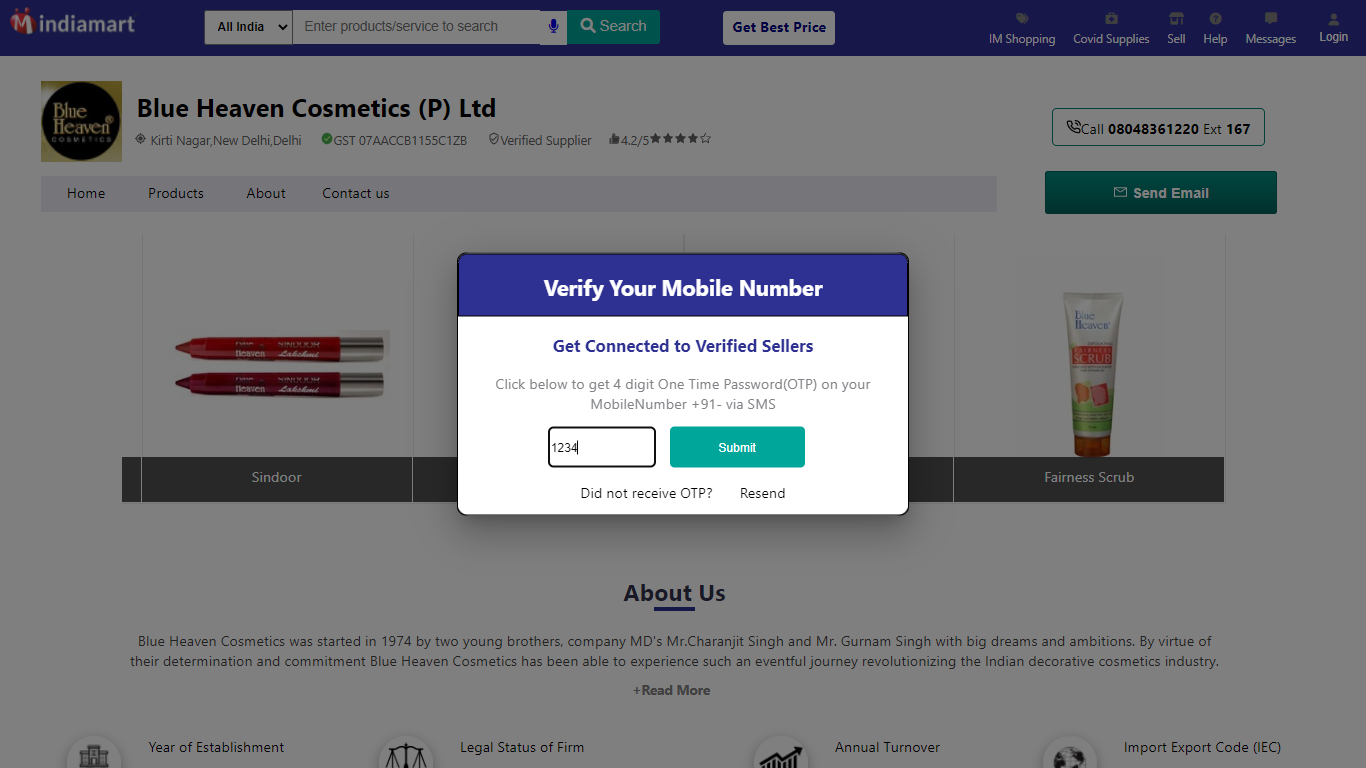 indiamart
All India
Enter products/service to search
Search
Get Best Price
IM Shopping
Covid Supplies
Sell
Help
Messages
Login
Blue
Heaven®
COSMETICS
Blue Heaven Cosmetics (P) Ltd
Kirti Nagar,New Delhi,Delhi
GST 07AACCB1155C1ZB
Verified Supplier
4.2/5
Call 08048361220 Ext 167
Home
Products
About
Contact us
Send Email
Heaven
SINDOOR
Lakshmi
Heaven
SINDOOR
Lakshmi
Blue
Heaven
FAIRNESS
SCRUB
Verify Your Mobile Number
Get Connected to Verified Sellers
Click below to get 4 digit One Time Password(OTP) on your
MobileNumber +91- via SMS
1234
Submit
Did not receive OTP?
Resend
Sindoor
Fairness Scrub
About Us
Blue Heaven Cosmetics was started in 1974 by two young brothers, company MD's Mr.Charanjit Singh and Mr. Gurnam Singh with big dreams and ambitions. By virtue of
their determination and commitment Blue Heaven Cosmetics has been able to experience such an eventful journey revolutionizing the Indian decorative cosmetics industry.
+Read More
Year of Establishment
Legal Status of Firm
Annual Turnover
Import Export Code (IEC)